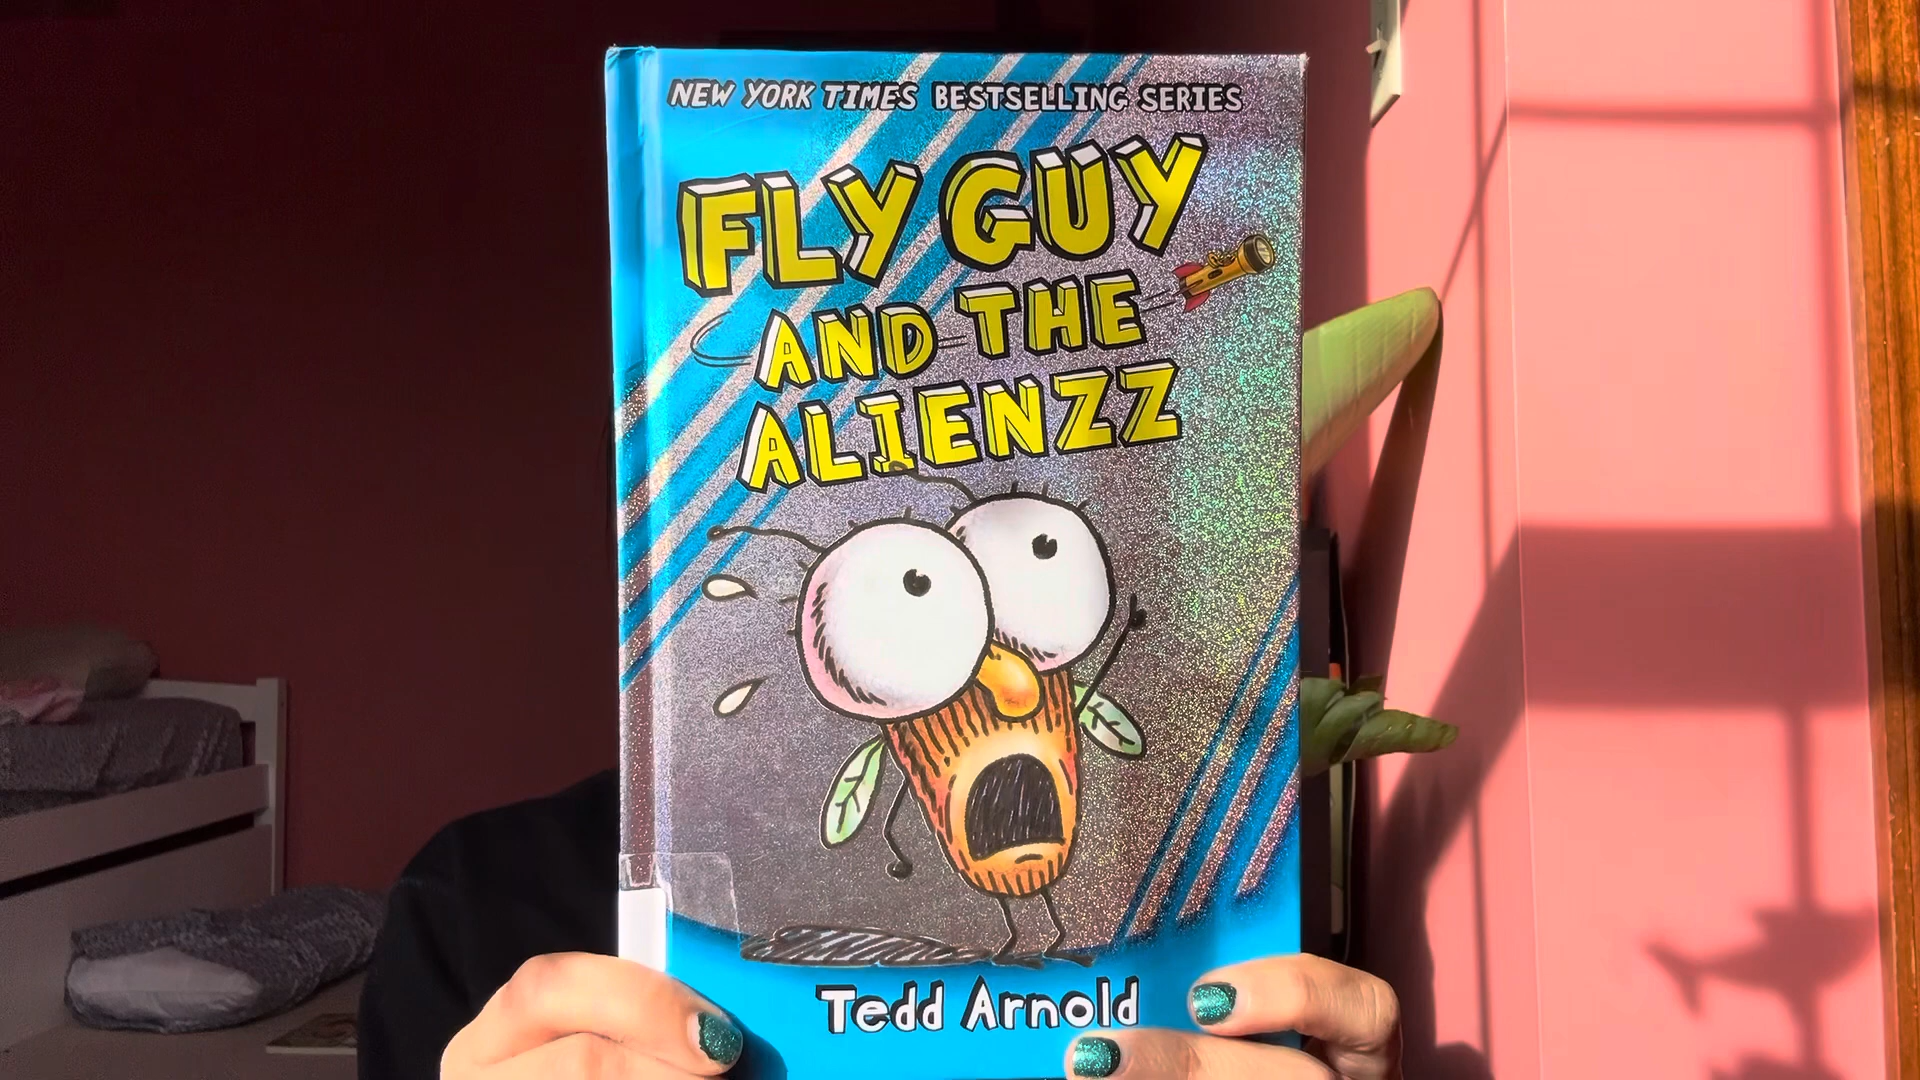 NEW YORK TIMES BESTSELLING SERIES
FLY GUY
AND THE
ALIENZZ
Tedd Arnold